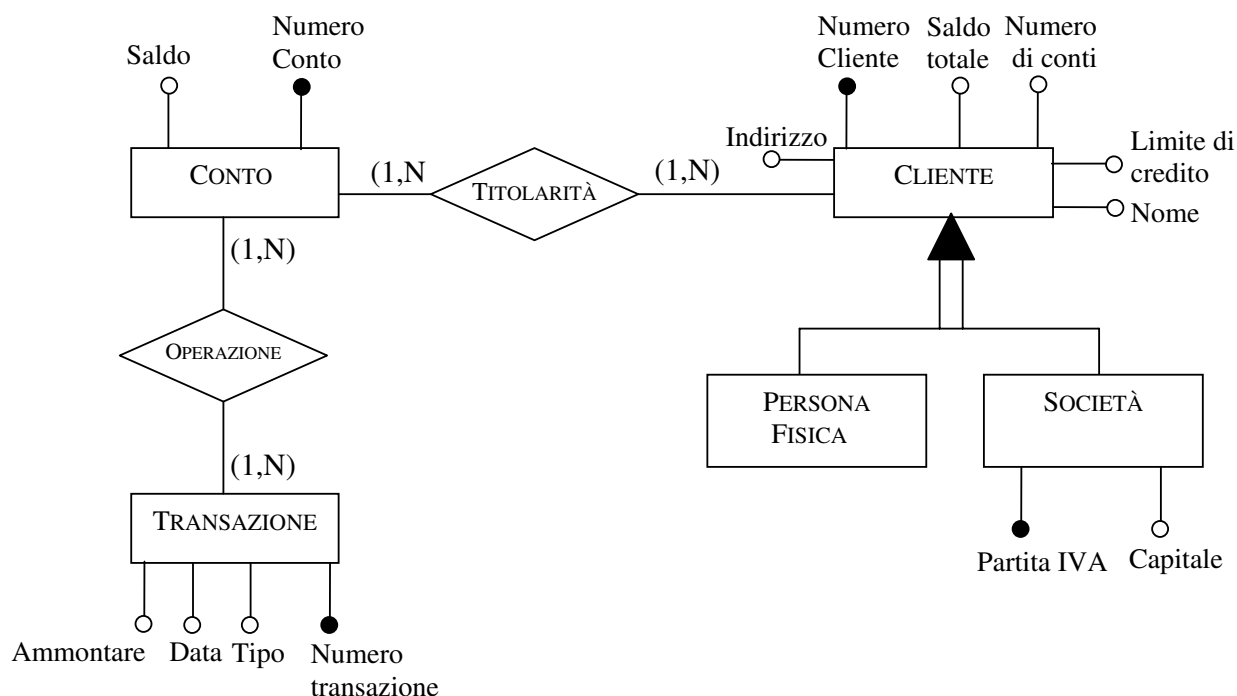 Saldo
Numero
Conto
Numero
Cliente
Saldo
totale
Numero
di conti
Indirizzo
Limite di
credito
Nome
CONTO
(1,N
TITOLARITÀ
(1,N)
CLIENTE
(1,N)
OPERAZIONE
(1,N)
PERSONA
FISICA
SOCIETÀ
TRANSAZIONE
Partita IVA
Capitale
Ammontare
Data
Tipo
Numero
transazione